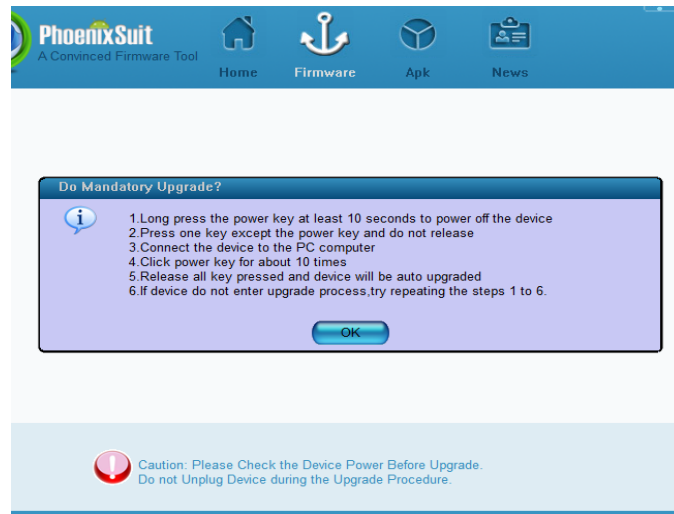 PhoenixSuit
A Convinced Firmware Tool
Home
Firmware
Apk
News
Do Mandatory Upgrade?
1.Long press the power key at least 10 seconds to power off the device
2.Press one key except the power key and do not release
3.Connect the device to the PC computer
4.Click power key for about 10 times
5.Release all key pressed and device will be auto upgraded
6.If device do not enter upgrade process,try repeating the steps 1 to 6.
OK
Caution: Please Check the Device Power Before Upgrade.
Do not Unplug Device during the Upgrade Procedure.